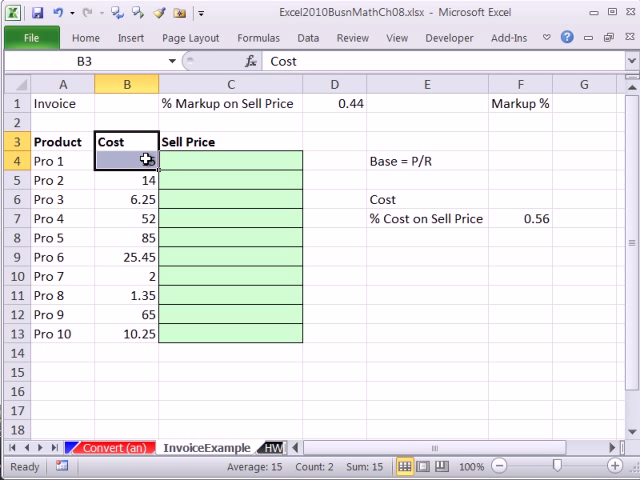 Excel2010BusnMathCh08.xlsx - Microsoft Excel
File Home Insert Page Layout Formulas Data Review View Developer Add-Ins
B3 fx Cost
A B C D E F G
1 Invoice % Markup on Sell Price 0.44 Markup %
2
3 Product Cost Sell Price
4 Pro 1 Base = P/R
5 Pro 2 14
6 Pro 3 6.25 Cost
7 Pro 4 52 % Cost on Sell Price 0.56
8 Pro 5 85
9 Pro 6 25.45
10 Pro 7 2
11 Pro 8 1.35
12 Pro 9 65
13 Pro 10 10.25
14
15
16
17
18
Convert (an) InvoiceExample HW
Ready Average: 15 Count: 2 Sum: 15 100%